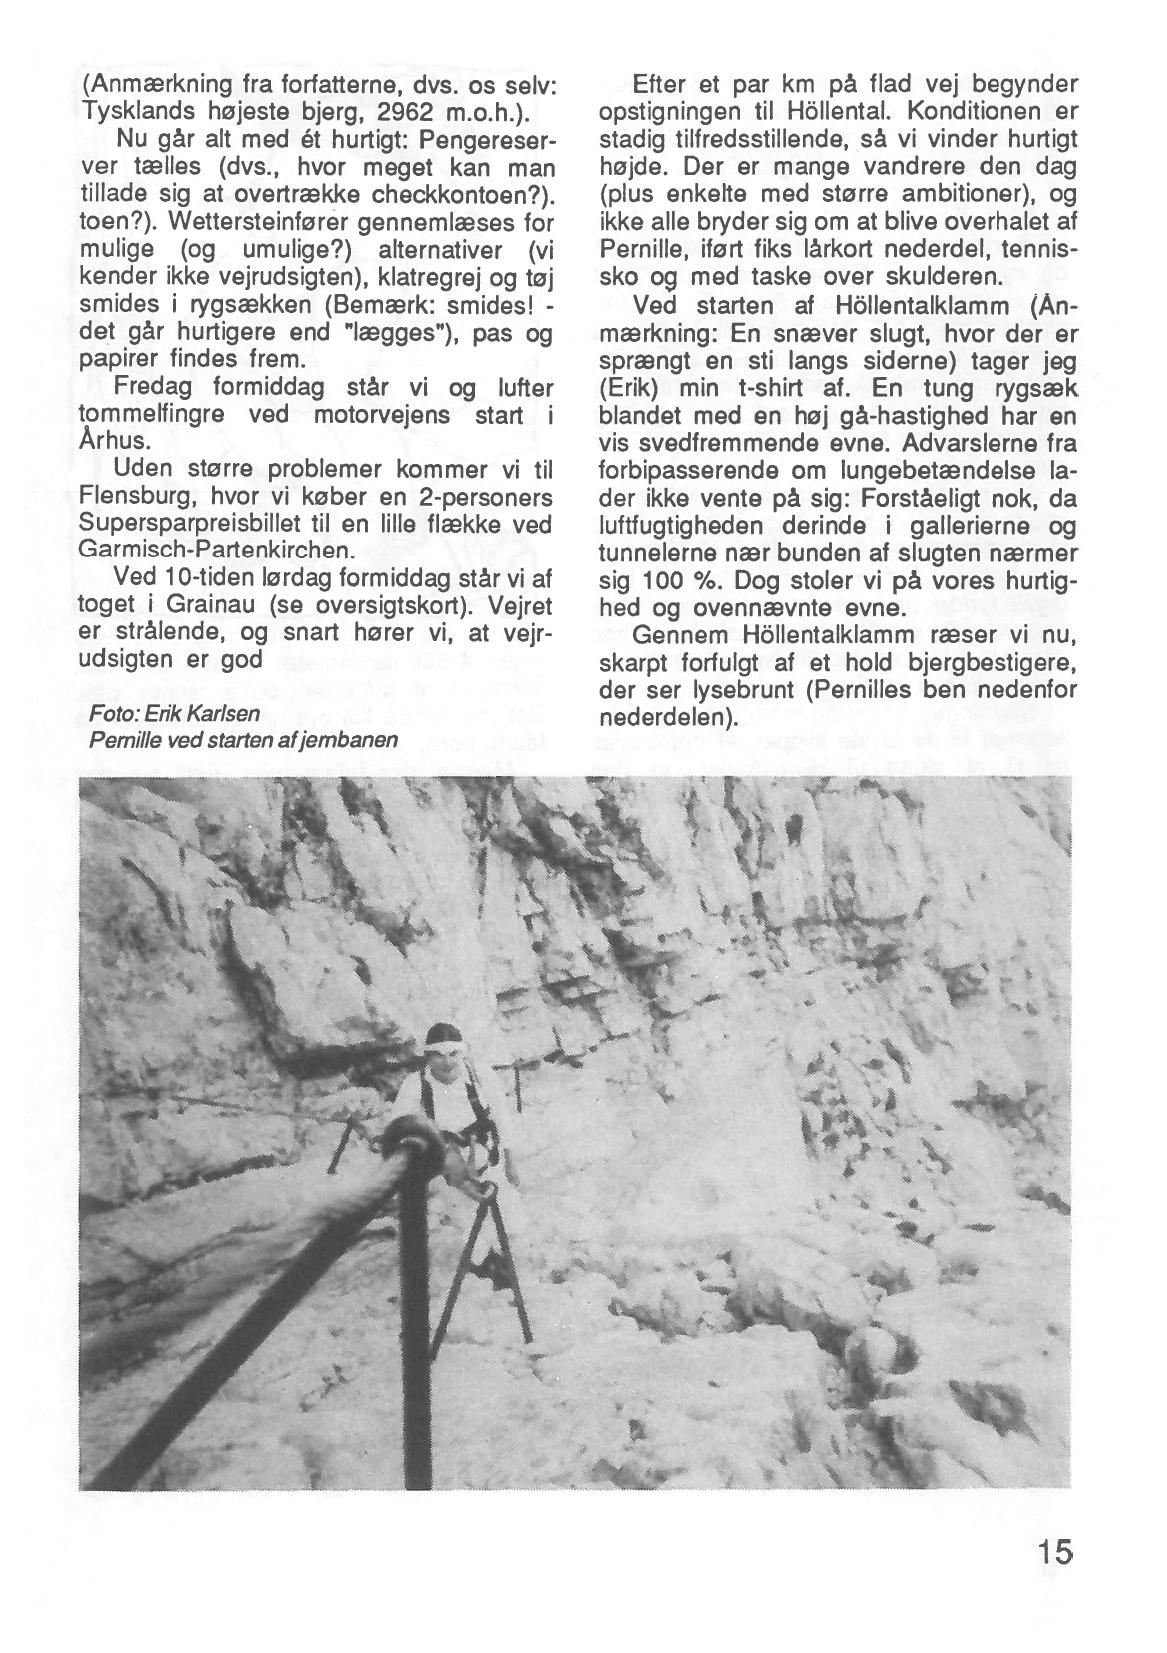 (Anmærkning fra forfatterne, dvs. os selv:
Tysklands højeste bjerg, 2962 m.o.h.).
Nu går alt med ét hurtigt: Pengereser-
ver tælles (dvs., hvor meget kan man
tillade sig at overtrække checkkontoen?).
toen?). Wettersteinfører gennemlæses for
mulige (og umulige?) alternativer (vi
kender ikke vejrudsigten), klatregrej og tøj
smides i rygsækken (Bemærk: smides! -
det går hurtigere end "lægges"), pas og
papirer findes frem.
Fredag formiddag står vi og lufter
tommelfingre ved motorvejens start i
Århus.
Uden større problemer kommer vi til
Flensburg, hvor vi køber en 2-personers
Supersparpreisbillet til en lille flække ved
Garmisch-Partenkirchen.
Ved 10-tiden lørdag formiddag står vi af
toget i Grainau (se oversigtskort). Vejret
er strålende, og snart hører vi, at vejr-
udsigten er god
Foto: Erik Karlsen
Pernille ved starten af jernbanen
Efter et par km på flad vej begynder
opstigningen til Höllental. Konditionen er
stadig tilfredsstillende, så vi vinder hurtigt
højde. Der er mange vandrere den dag
(plus enkelte med større ambitioner), og
ikke alle bryder sig om at blive overhalet af
Pernille, iført fiks lårkort nederdel, tennis-
sko og med taske over skulderen.
Ved starten af Höllentalklamm (An-
mærkning: En snæver slugt, hvor der er
sprængt en sti langs siderne) tager jeg
(Erik) min t-shirt af. En tung rygsæk
blandet med en høj gå-hastighed har en
vis svedfremmende evne. Advarslerne fra
forbipasserende om lungebetændelse la-
der ikke vente på sig: Forståeligt nok, da
luftfugtigheden derinde i gallerierne og
tunnelerne nær bunden af slugten nærmer
sig 100 %. Dog stoler vi på vores hurtig-
hed og ovennævnte evne.
Gennem Höllentalklamm ræser vi nu,
skarpt forfulgt af et hold bjergbestigere,
der ser lysebrunt (Pernilles ben nedenfor
nederdelen).
15